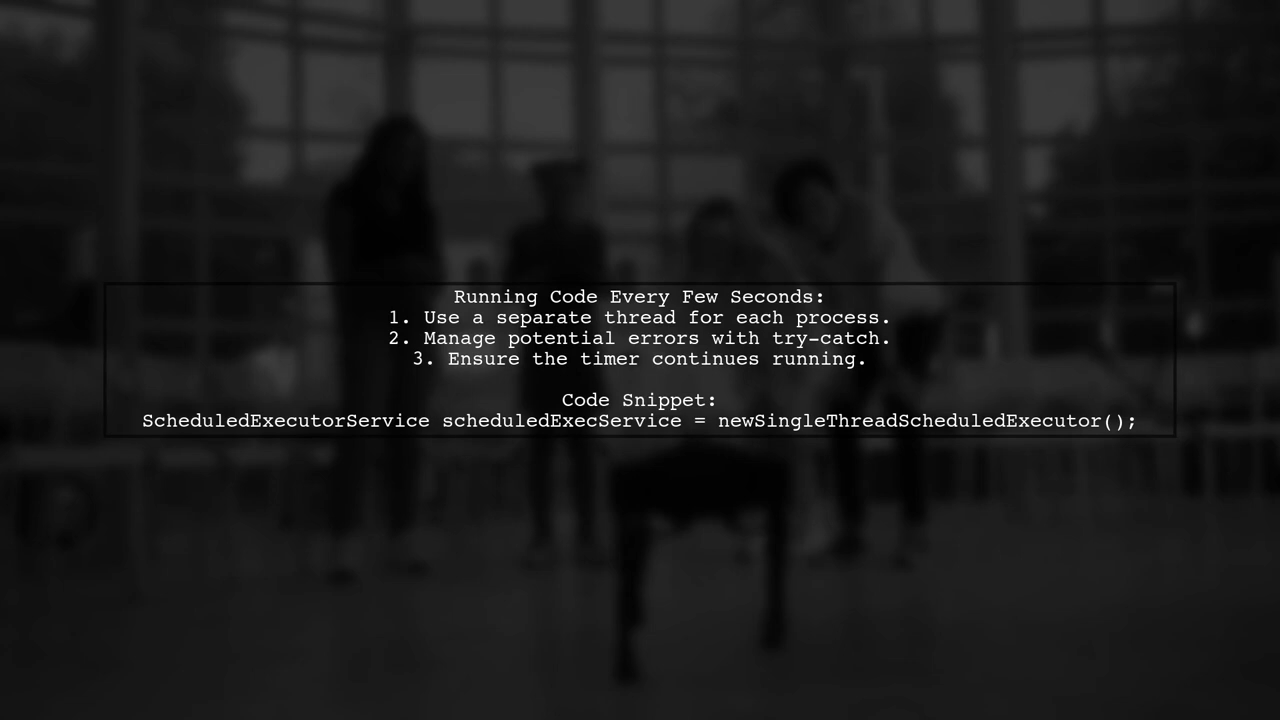 Running Code Every Few Seconds:
1. Use a separate thread for each process.
2. Manage potential errors with try-catch.
3. Ensure the timer continues running.
Code Snippet:
ScheduledExecutorService scheduledExecService = newSingleThreadScheduledExecutor();